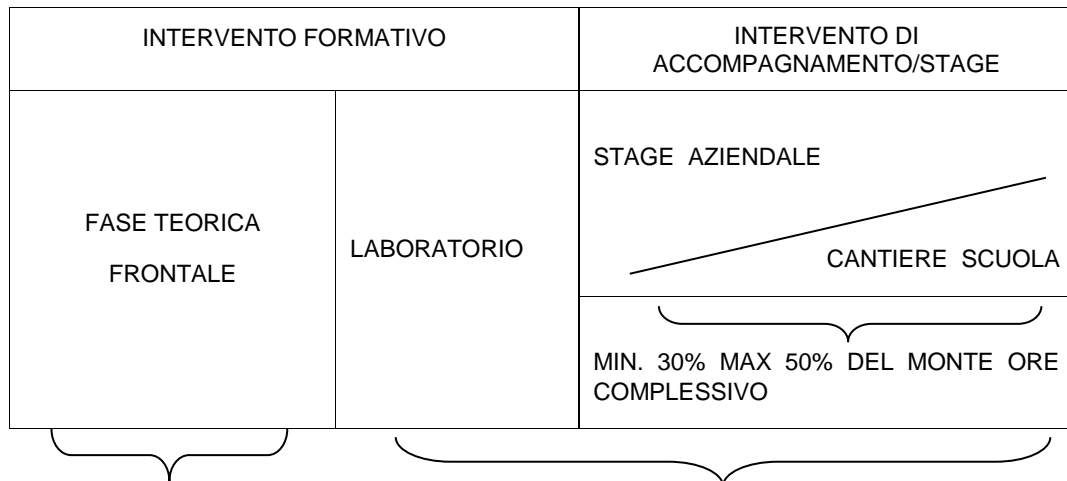 INTERVENTO FORMATIVO
INTERVENTO DI
ACCOMPAGNAMENTO/STAGE
FASE TEORICA
FRONTALE
LABORATORIO
STAGE AZIENDALE
CANTIERE SCUOLA
MIN. 30% MAX 50% DEL MONTE ORE
COMPLESSIVO